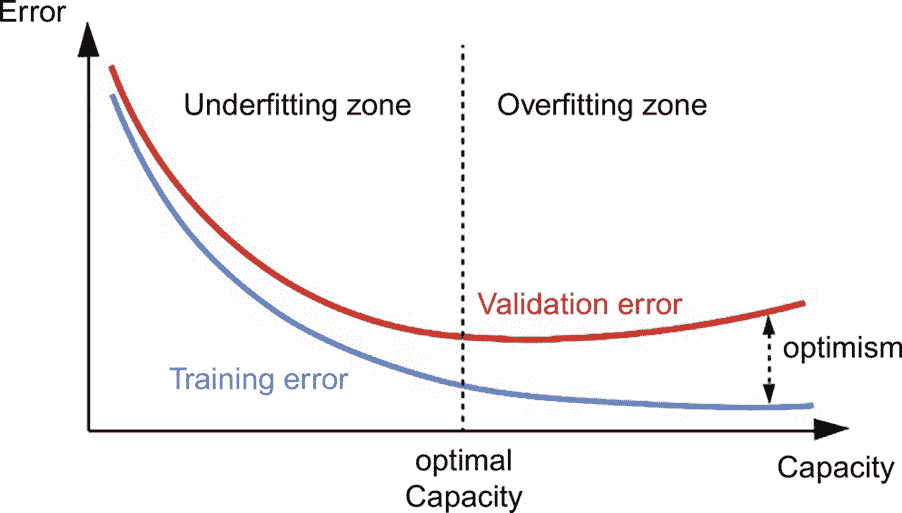 Error
Underfitting zone
Overfitting zone
Validation error
optimism
Training error
optimal
Capacity
Capacity